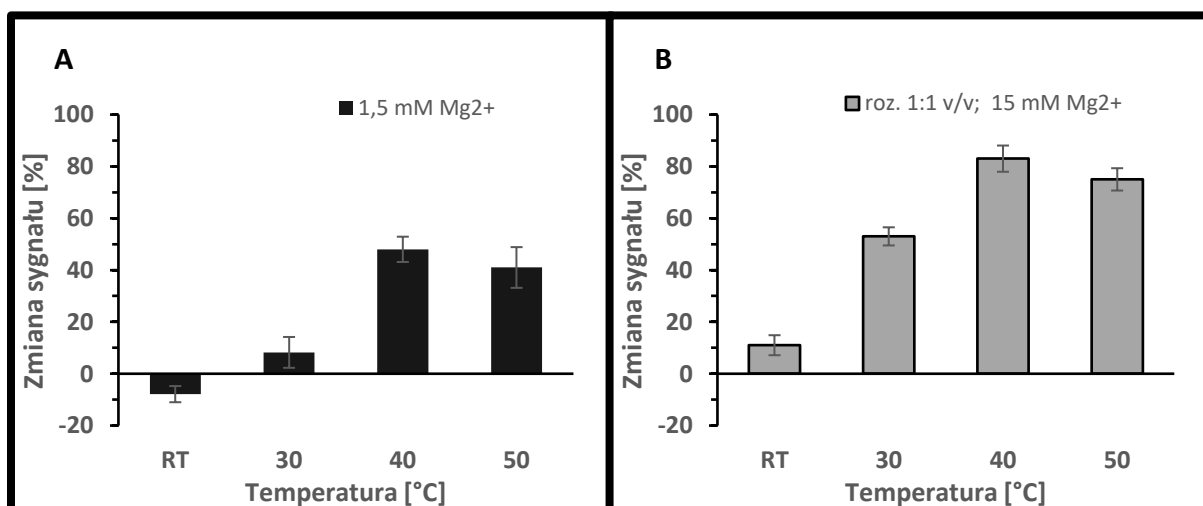 A
1,5 mM Mg2+
Zmiana sygnału [%]
100
80
60
40
20
0
-20
RT 30 40 50
Temperatura [°C]
B
roz. 1:1 v/v; 15 mM Mg2+
Zmiana sygnału [%]
100
80
60
40
20
0
-20
RT 30 40 50
Temperatura [°C]